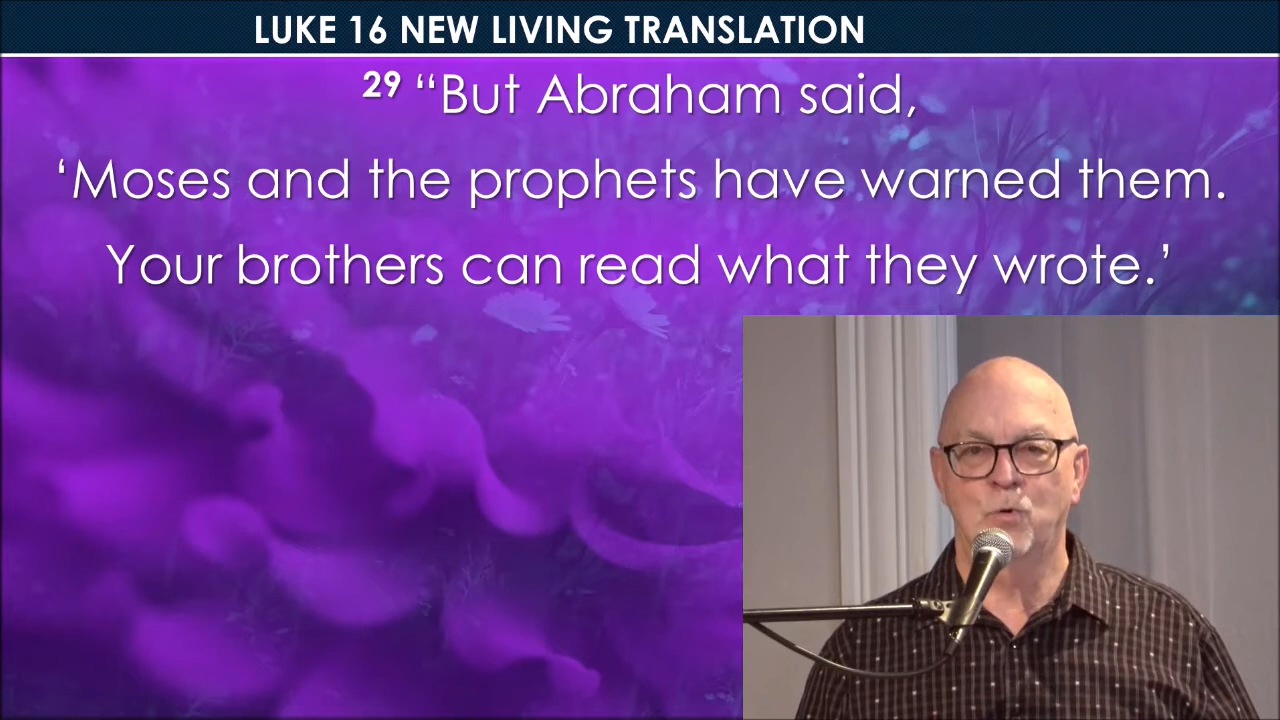 LUKE 16 NEW LIVING TRANSLATION
29 “But Abraham said,
‘Moses and the prophets have warned them.
Your brothers can read what they wrote.’